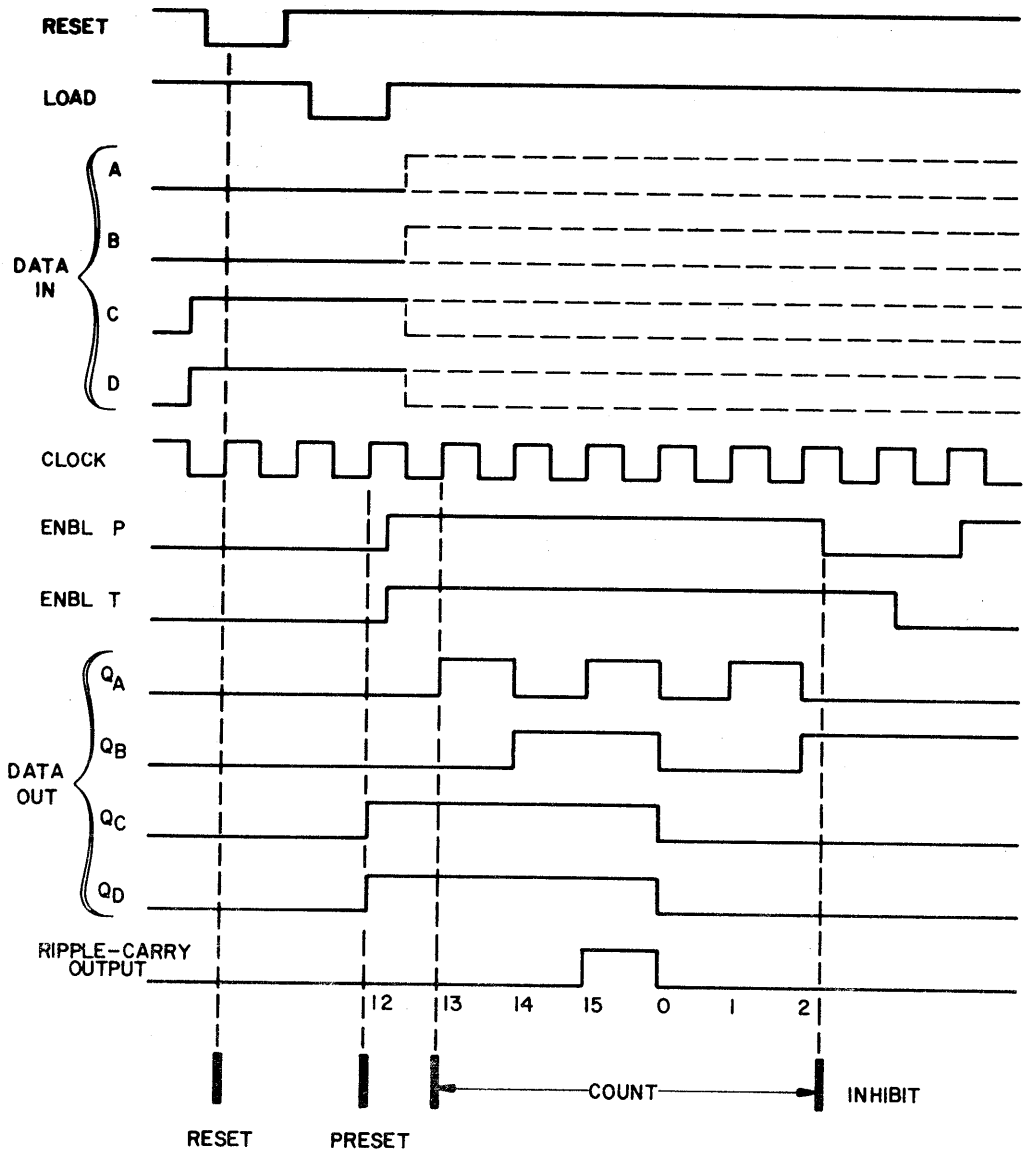 RESET
LOAD
A
B
DATA IN
C
D
CLOCK
ENBL P
ENBL T
QA
QB
DATA OUT
QC
QD
RIPPLE-CARRY
OUTPUT
12 13 14 15 0 1 2
COUNT
INHIBIT
RESET PRESET